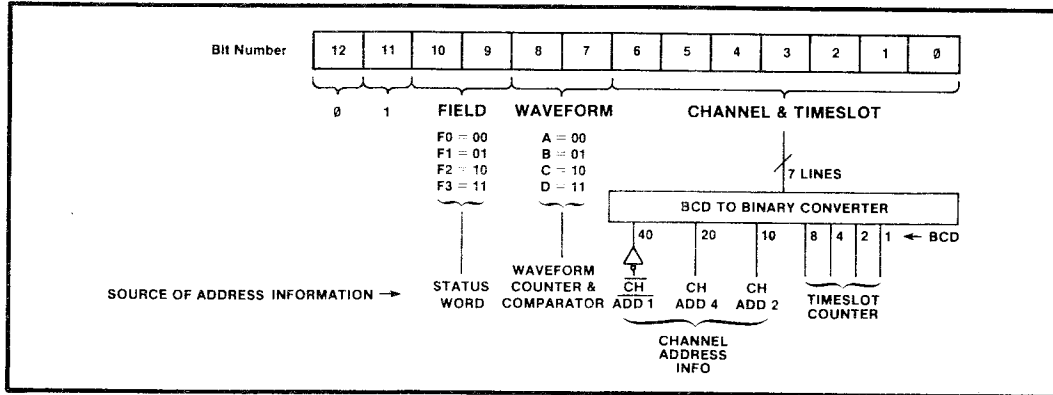 Bit Number 12 11 10 9 8 7 6 5 4 3 2 1 Ø
Ø 1 FIELD WAVEFORM CHANNEL & TIMESLOT
F0 = 00 A = 00
F1 = 01 B = 01
F2 = 10 C = 10
F3 = 11 D = 11
7 LINES
BCD TO BINARY CONVERTER
40 20 10 8 4 2 1 ← BCD
SOURCE OF ADDRESS INFORMATION →
STATUS
WORD
WAVEFORM
COUNTER &
COMPARATOR
CH
ADD 1
CH
ADD 4
CH
ADD 2
TIMESLOT
COUNTER
CHANNEL
ADDRESS
INFO